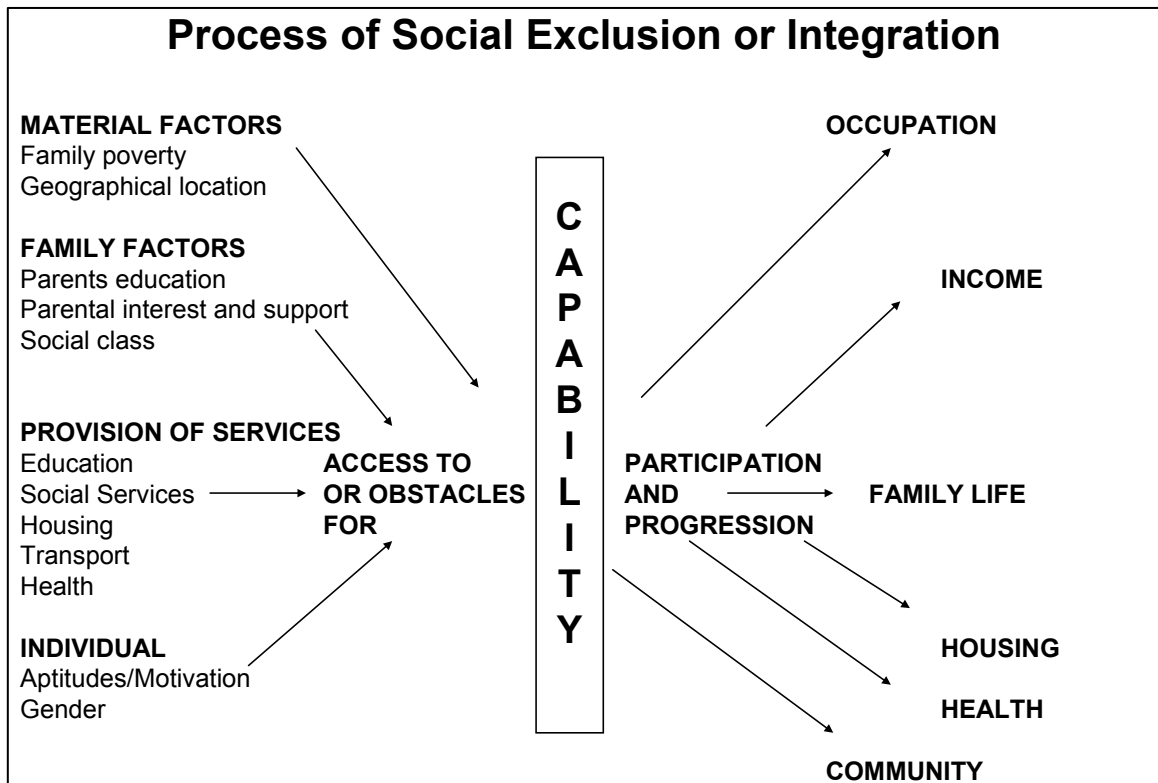 Process of Social Exclusion or Integration
MATERIAL FACTORS
Family poverty
Geographical location
FAMILY FACTORS
Parents education
Parental interest and support
Social class
PROVISION OF SERVICES
Education
Social Services
Housing
Transport
Health
INDIVIDUAL
Aptitudes/Motivation
Gender
ACCESS TO
OR OBSTACLES
FOR
CAPABILITY
PARTICIPATION
AND
PROGRESSION
OCCUPATION
INCOME
FAMILY LIFE
HOUSING
HEALTH
COMMUNITY